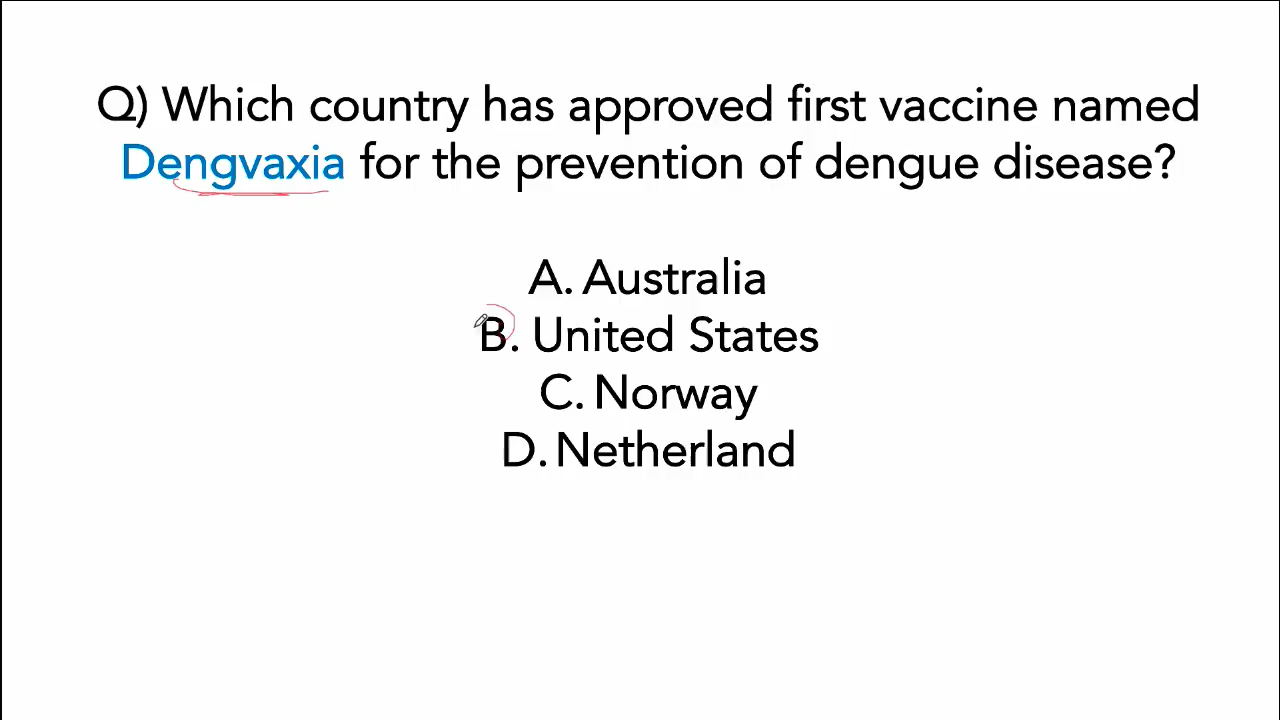 Q) Which country has approved first vaccine named
Dengvaxia for the prevention of dengue disease?
A. Australia
B. United States
C. Norway
D. Netherland